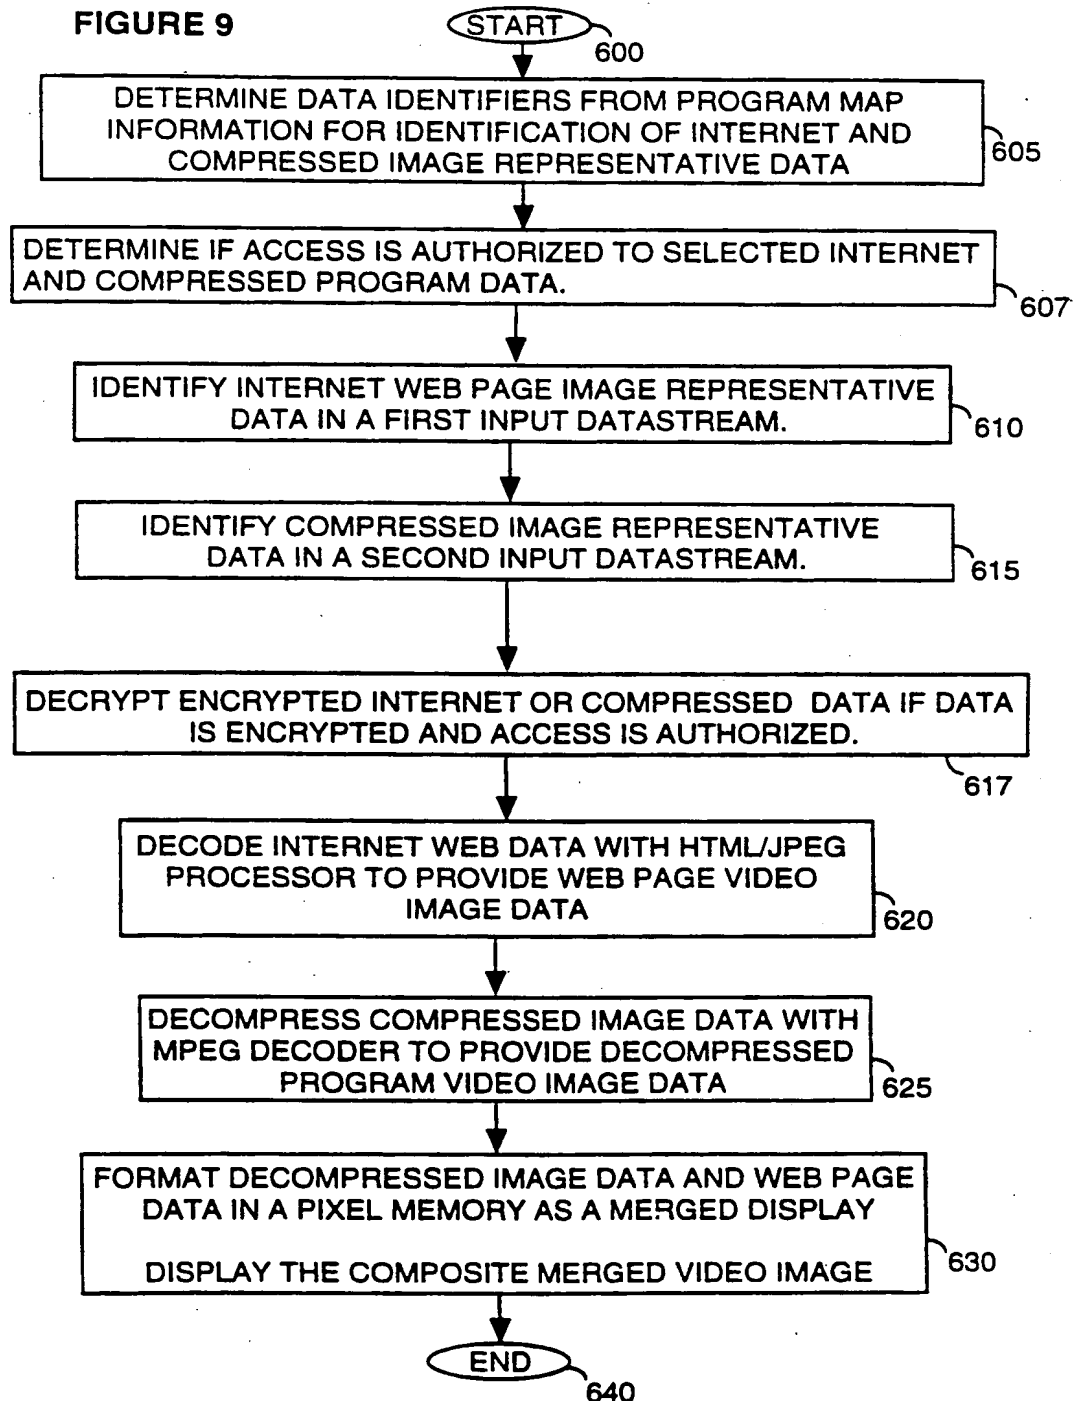 FIGURE 9
START
600
DETERMINE DATA IDENTIFIERS FROM PROGRAM MAP
INFORMATION FOR IDENTIFICATION OF INTERNET AND
COMPRESSED IMAGE REPRESENTATIVE DATA
605
DETERMINE IF ACCESS IS AUTHORIZED TO SELECTED INTERNET
AND COMPRESSED PROGRAM DATA.
607
IDENTIFY INTERNET WEB PAGE IMAGE REPRESENTATIVE
DATA IN A FIRST INPUT DATASTREAM.
610
IDENTIFY COMPRESSED IMAGE REPRESENTATIVE
DATA IN A SECOND INPUT DATASTREAM.
615
DECRYPT ENCRYPTED INTERNET OR COMPRESSED DATA IF DATA
IS ENCRYPTED AND ACCESS IS AUTHORIZED.
617
DECODE INTERNET WEB DATA WITH HTML/JPEG
PROCESSOR TO PROVIDE WEB PAGE VIDEO
IMAGE DATA
620
DECOMPRESS COMPRESSED IMAGE DATA WITH
MPEG DECODER TO PROVIDE DECOMPRESSED
PROGRAM VIDEO IMAGE DATA
625
FORMAT DECOMPRESSED IMAGE DATA AND WEB PAGE
DATA IN A PIXEL MEMORY AS A MERGED DISPLAY
DISPLAY THE COMPOSITE MERGED VIDEO IMAGE
630
END
640